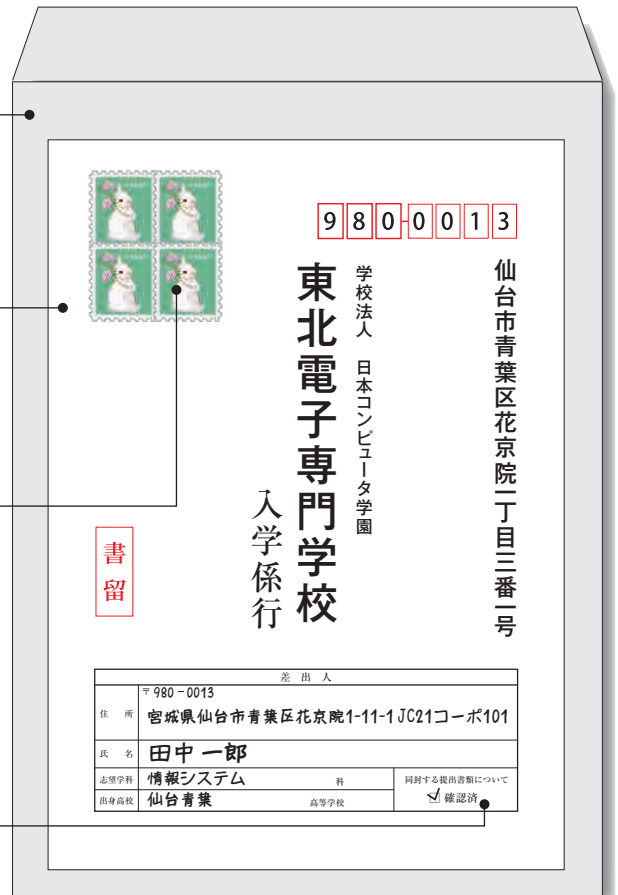 980-0013
仙台市青葉区花京院一丁目三番一号
学校法人 日本コンピュータ学園
東北電子専門学校
入学係行
書留
差出人
住所
〒980-0013
宮城県仙台市青葉区花京院1-11-1 JC21コーポ101
氏名 田中一郎
志望学科 情報システム 科
出身高校 仙台青葉 高等学校
同封する提出書類について
確認済